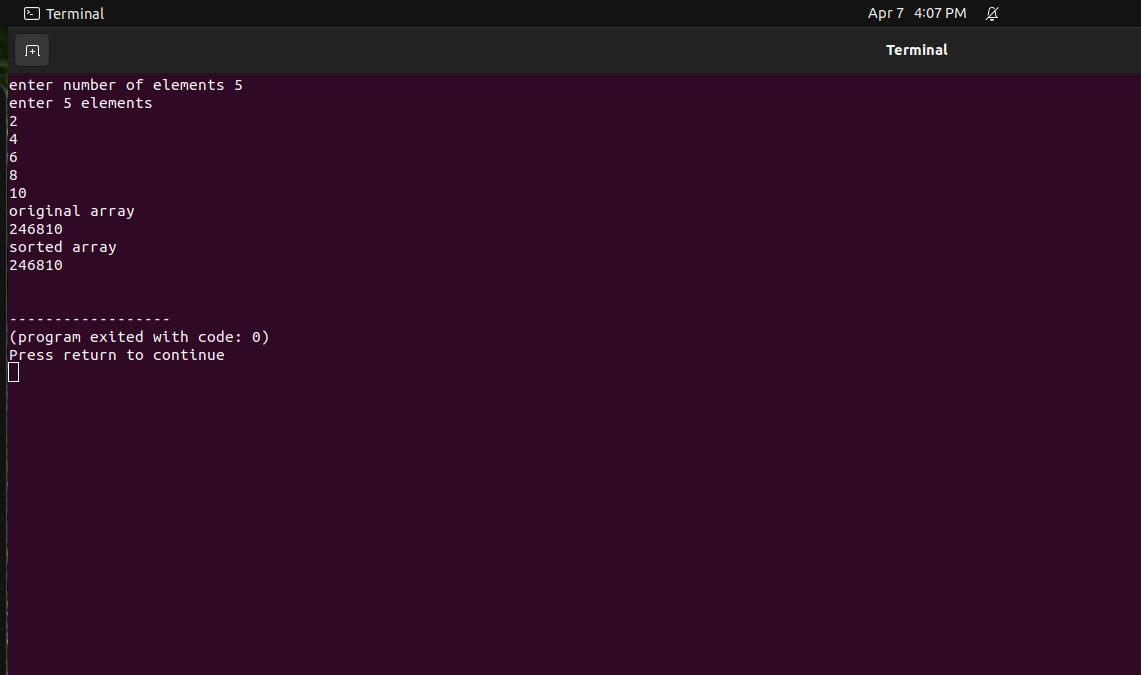 Terminal
Apr 7 4:07 PM
Terminal
enter number of elements 5
enter 5 elements
2
4
6
8
10
original array
246810
sorted array
246810
------------------
(program exited with code: 0)
Press return to continue